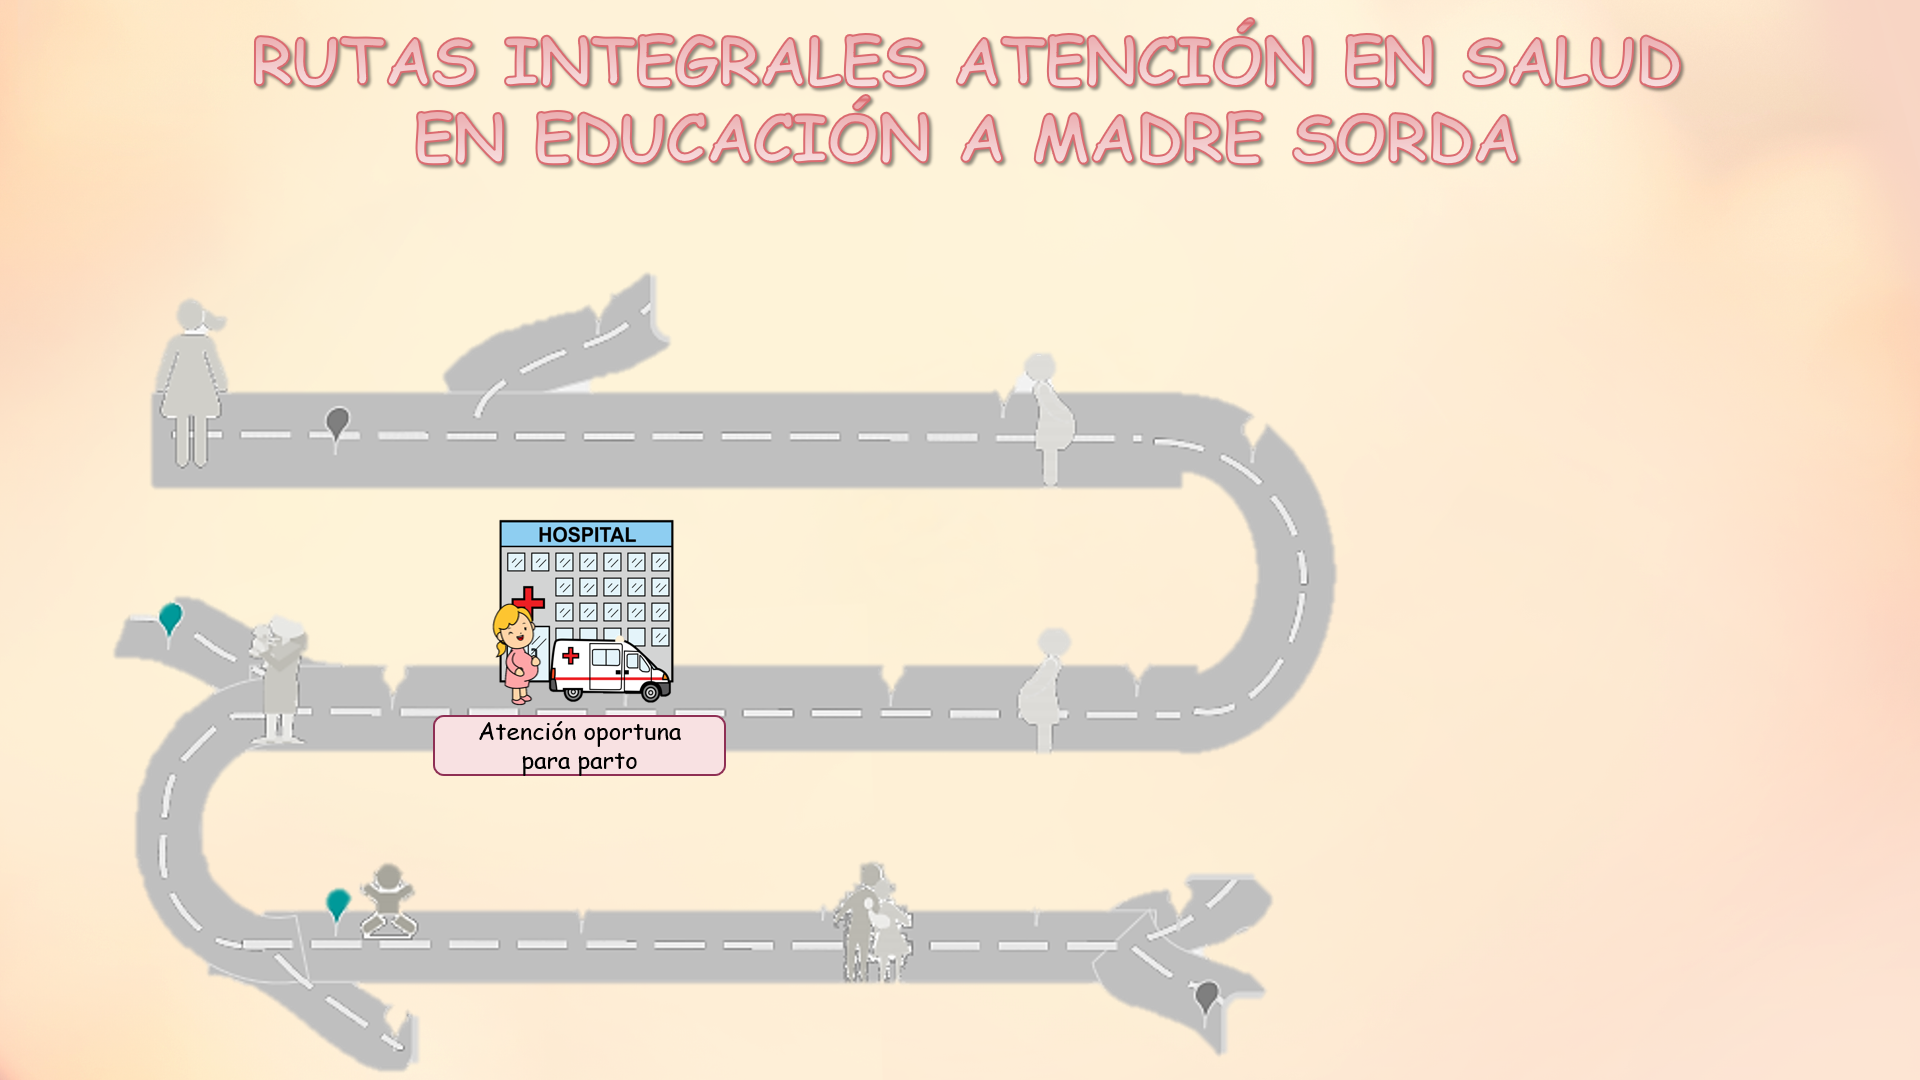 RUTAS INTEGRALES ATENCIÓN EN SALUD
EN EDUCACIÓN A MADRE SORDA
HOSPITAL
Atención oportuna
para parto